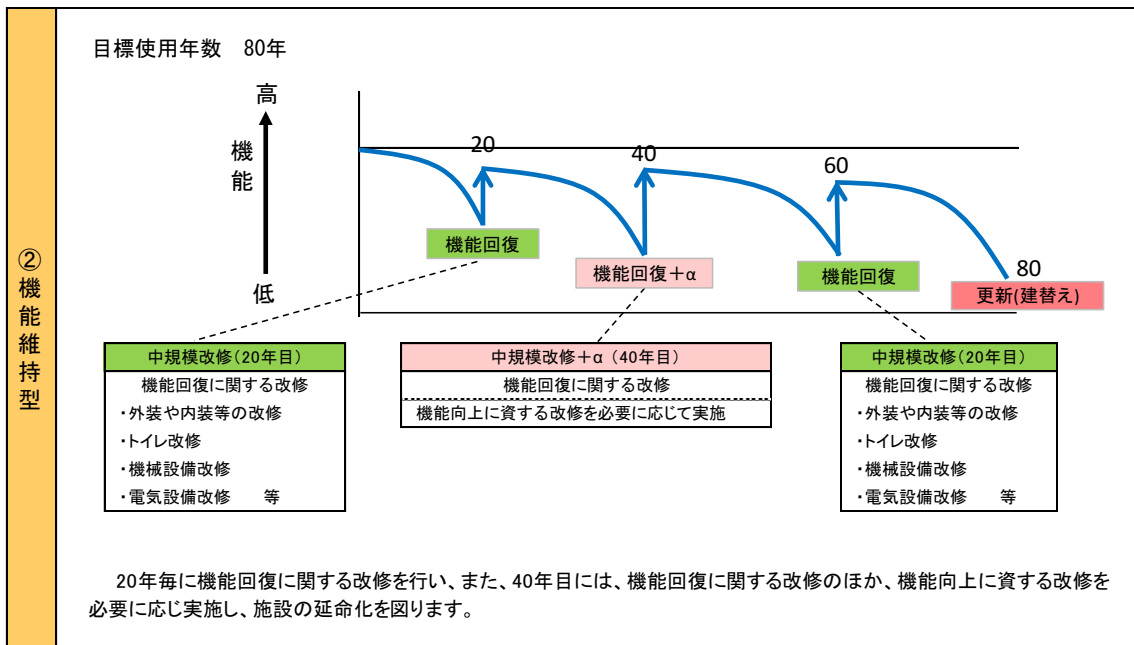 ②機能維持型
目標使用年数　80年
高
機能
低
20
40
60
80
機能回復
機能回復＋α
機能回復
更新(建替え)
中規模改修（20年目）
機能回復に関する改修
・外装や内装等の改修
・トイレ改修
・機械設備改修
・電気設備改修　　等
中規模改修＋α（40年目）
機能回復に関する改修
機能向上に資する改修を必要に応じて実施
中規模改修（20年目）
機能回復に関する改修
・外装や内装等の改修
・トイレ改修
・機械設備改修
・電気設備改修　　等
20年毎に機能回復に関する改修を行い、また、40年目には、機能回復に関する改修のほか、機能向上に資する改修を
必要に応じ実施し、施設の延命化を図ります。